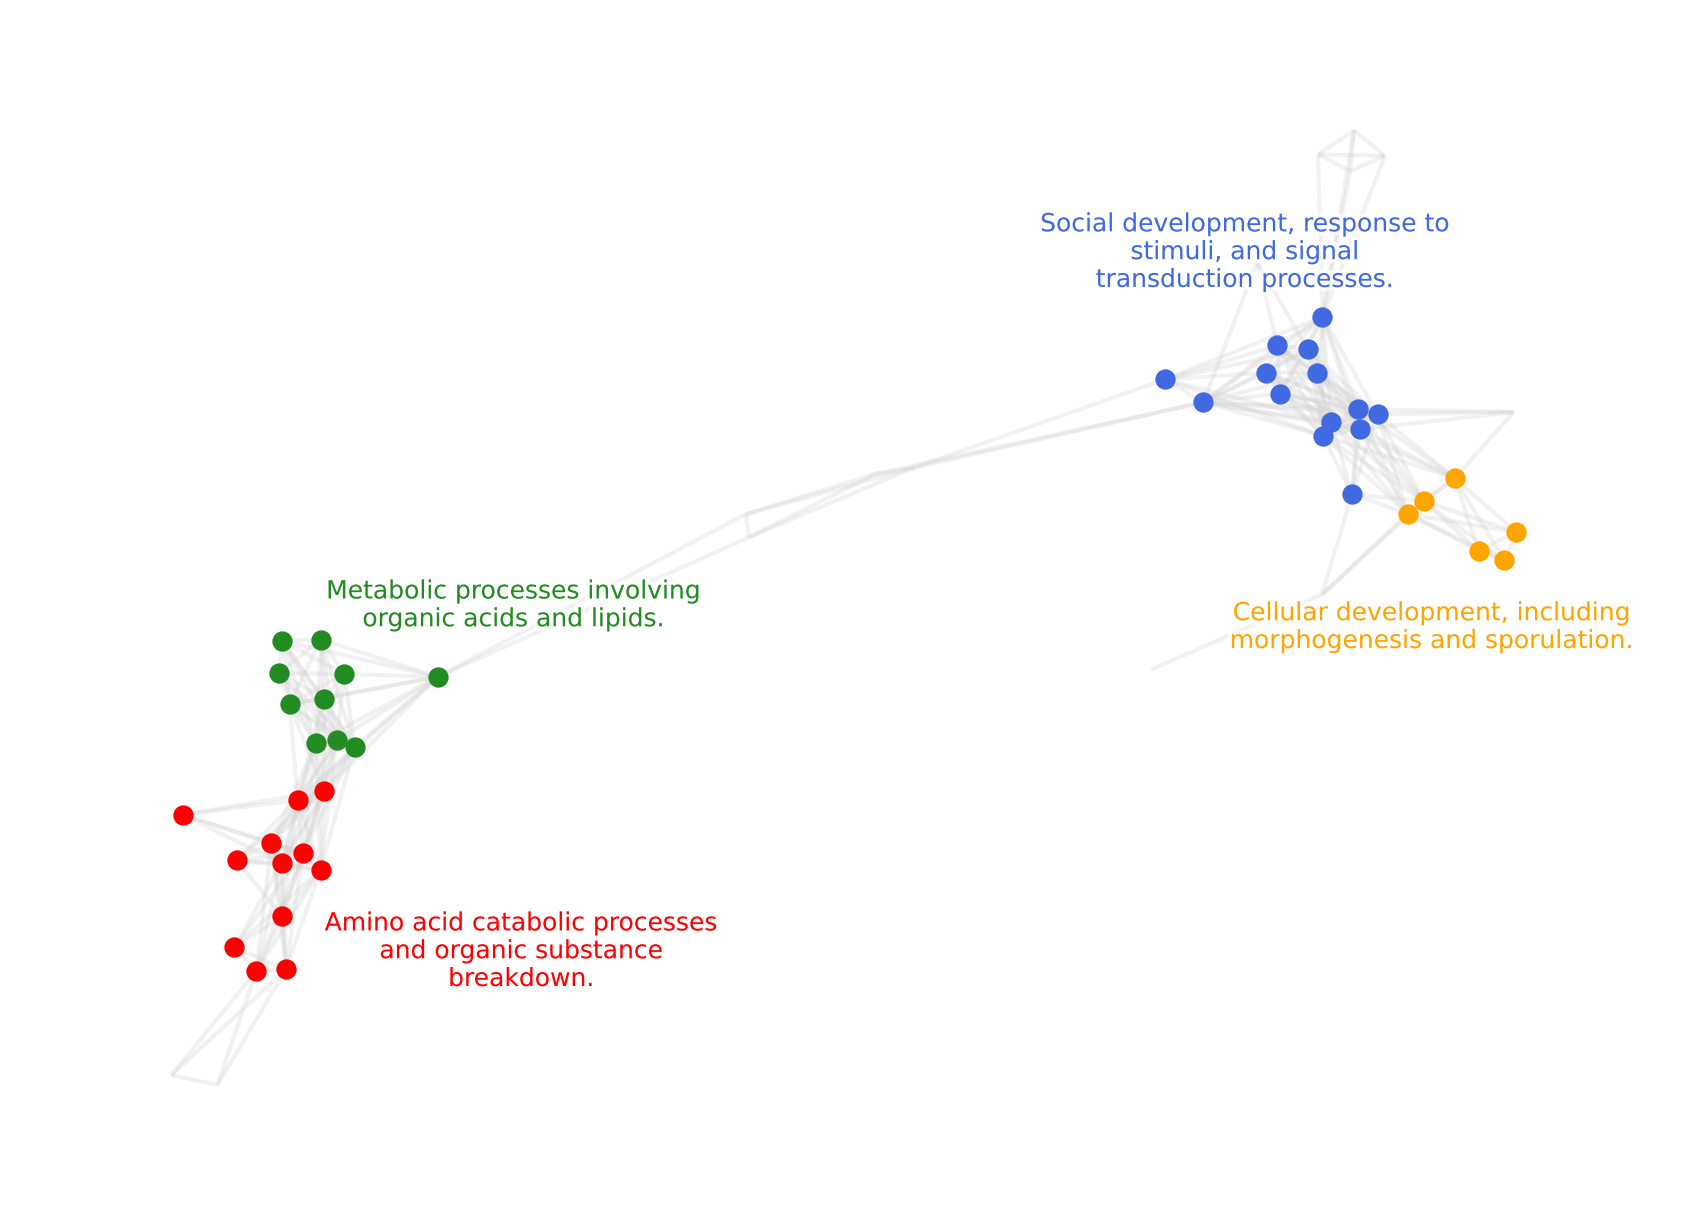 Social development, response to
stimuli, and signal
transduction processes.
Metabolic processes involving
organic acids and lipids.
Cellular development, including
morphogenesis and sporulation.
Amino acid catabolic processes
and organic substance
breakdown.